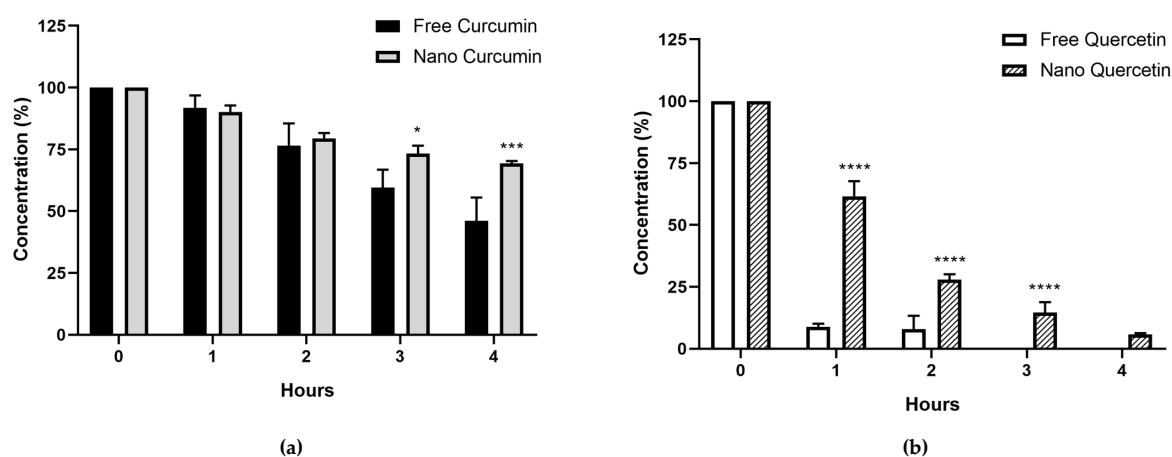 Free Curcumin
Nano Curcumin
125
100
75
50
25
0
Concentration (%)
*
***
0 1 2 3 4
Hours
(a)
Free Quercetin
Nano Quercetin
125
100
75
50
25
0
Concentration (%)
****
****
****
0 1 2 3 4
Hours
(b)